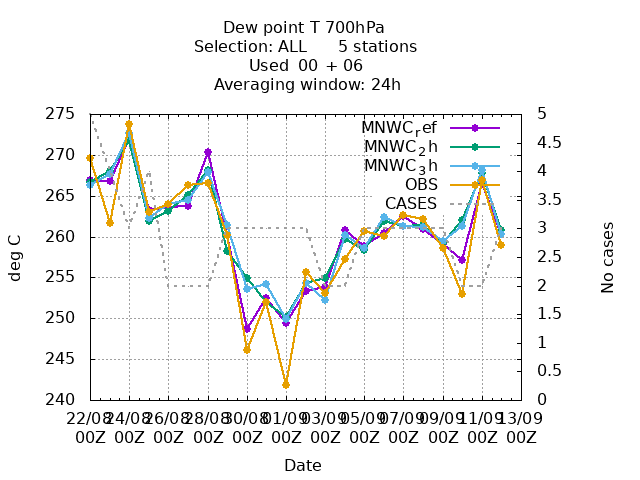 Dew point T 700hPa
Selection: ALL 5 stations
Used 00 + 06
Averaging window: 24h
275
270
265
260
255
250
245
240
deg C
MNWC_ref
MNWC_2h
MNWC_3h
OBS
CASES
5
4.5
4
3.5
3
2.5
2
1.5
1
0.5
0
No cases
22/08 24/08 26/08 28/08 30/08 01/09 03/09 05/09 07/09 09/09 11/09 13/09
00Z 00Z 00Z 00Z 00Z 00Z 00Z 00Z 00Z 00Z 00Z 00Z
Date